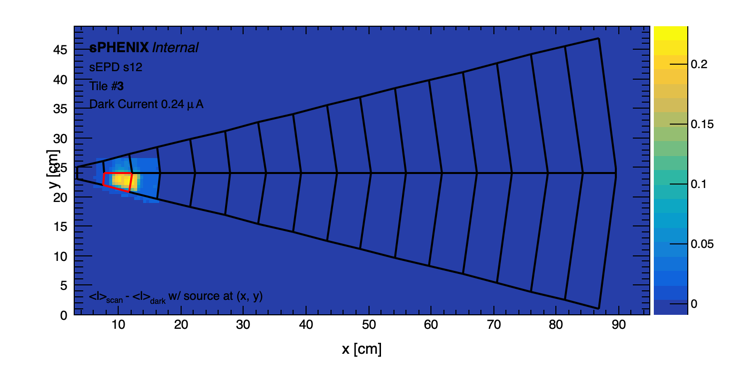 sPHENIX Internal
sEPD s12
Tile #3
Dark Current 0.24 μA
<I>scan - <I>dark w/ source at (x, y)
y [cm]
45
40
35
30
25
20
15
10
5
0
10 20 30 40 50 60 70 80 90
x [cm]
0.2
0.15
0.1
0.05
0